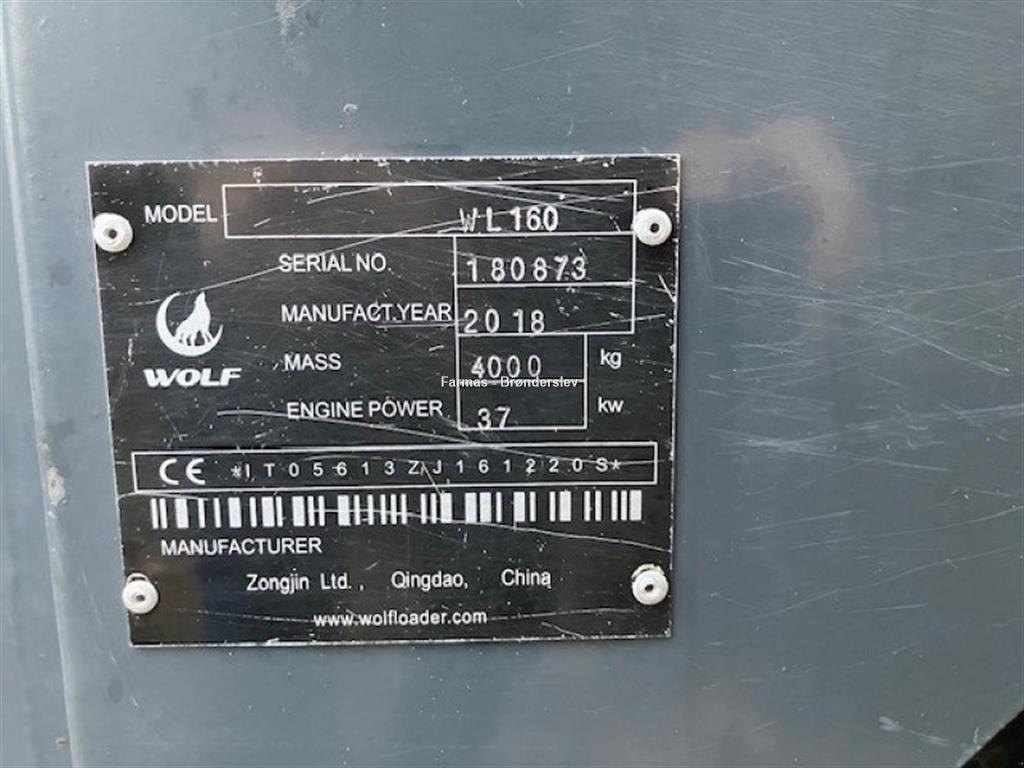 MODEL WL160
SERIAL NO. 180873
MANUFACT.YEAR 2018
WOLF
MASS 4000 kg
Farmas - Brønderslev
ENGINE POWER 37 kw
CE *IT05613ZJ161220S*
MANUFACTURER
Zongjin Ltd., Qingdao, China
www.wolfloader.com